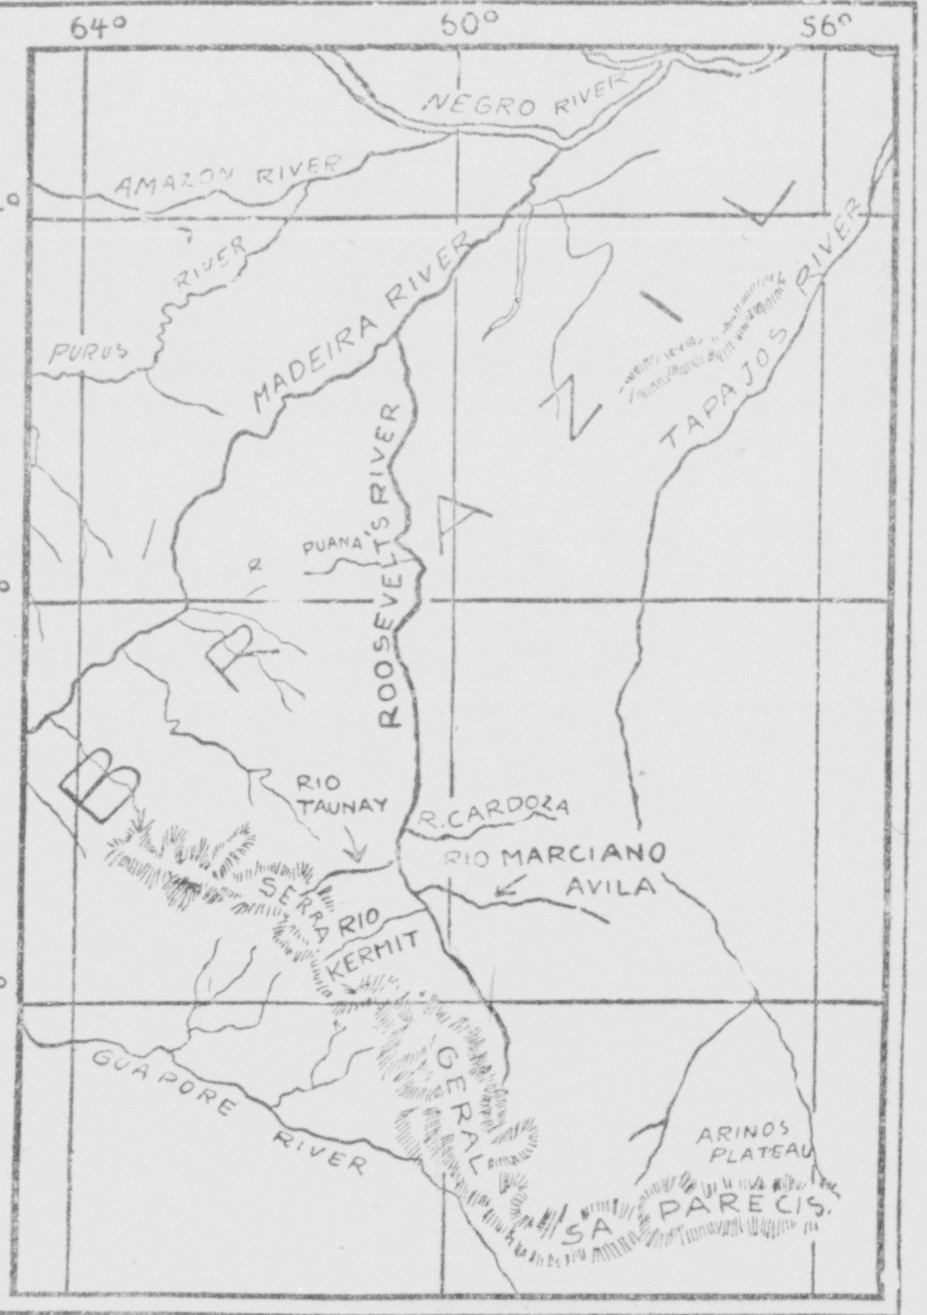 64° 50° 56°
NEGRO RIVER
AMAZON RIVER
PURUS RIVER
MADEIRA RIVER
TAPAJOS RIVER
BRAZIL
ROOSEVELT'S RIVER
R PUANA
RIO
TAUNAY
R. CARDOZA
RIO MARCIANO
AVILA
RIO
KERMIT
SERRA
GERAL
GUAPORE RIVER
ARINOS
PLATEAU
SA PARECIS.